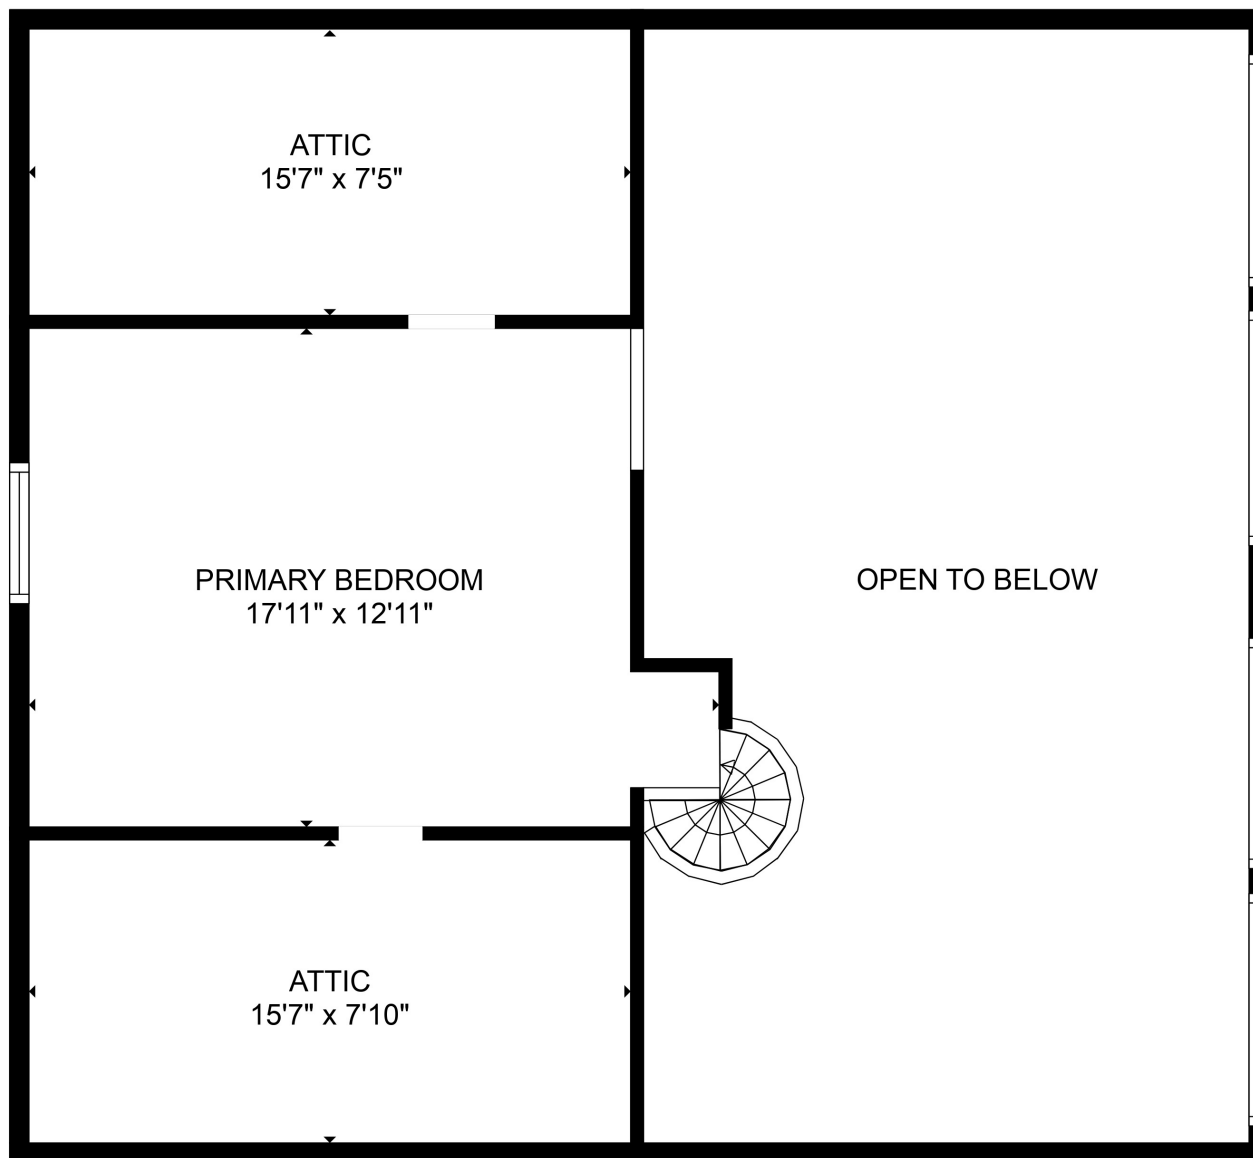 ATTIC
15'7" x 7'5"
PRIMARY BEDROOM
17'11" x 12'11"
OPEN TO BELOW
ATTIC
15'7" x 7'10"